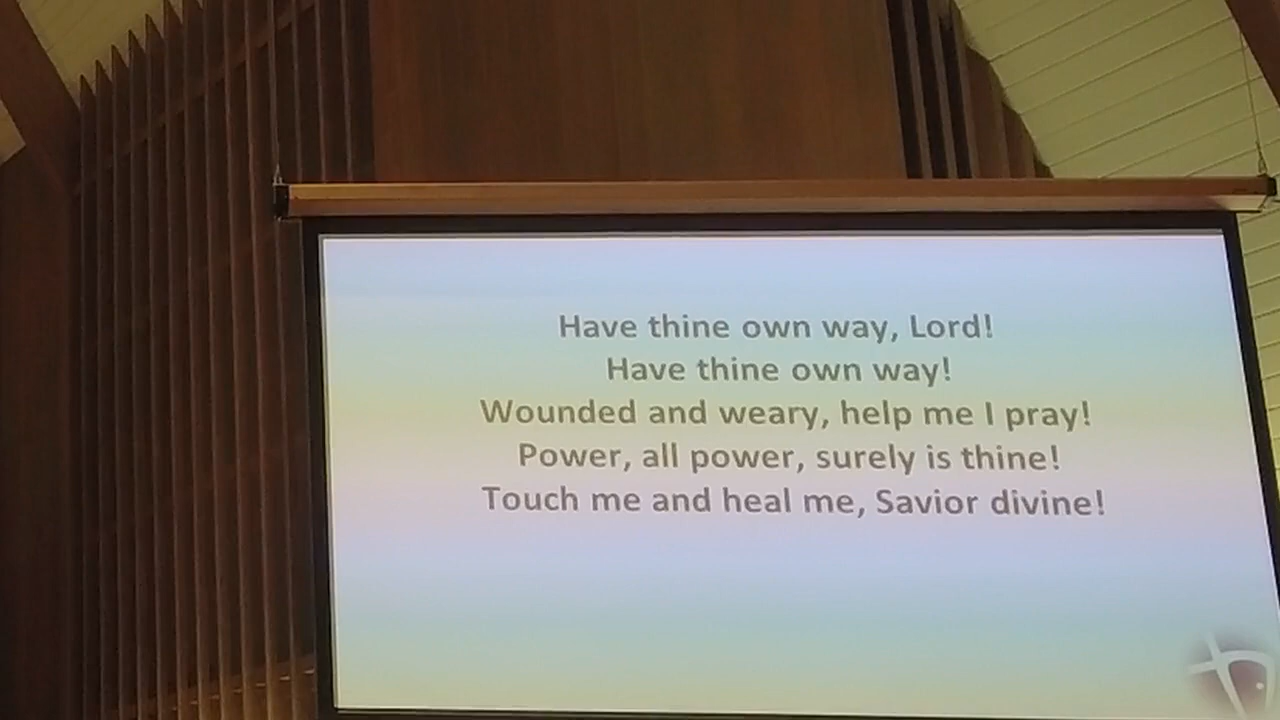 Have thine own way, Lord!
Have thine own way!
Wounded and weary, help me I pray!
Power, all power, surely is thine!
Touch me and heal me, Savior divine!